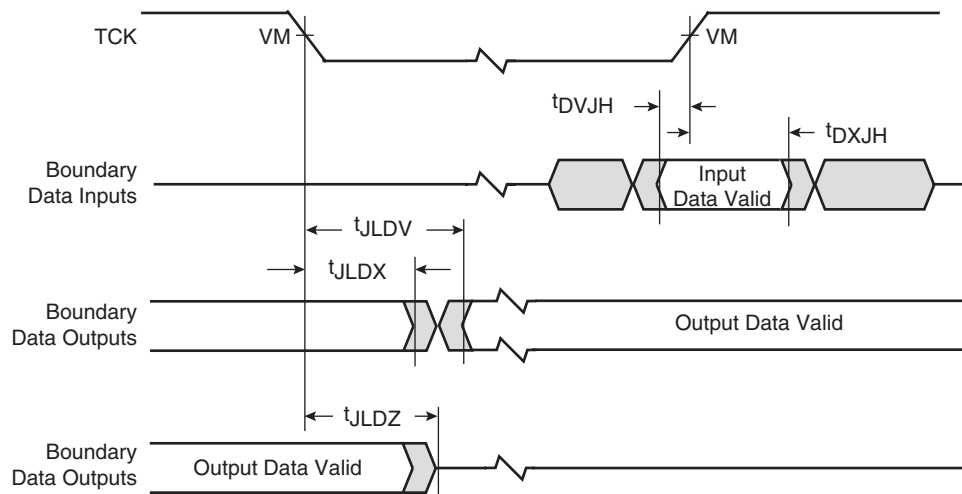 TCK
VM
VM
tDVJH
tDXJH
Boundary
Data Inputs
Input
Data Valid
tJLDV
tJLDX
Boundary
Data Outputs
Output Data Valid
tJLDZ
Boundary
Data Outputs
Output Data Valid